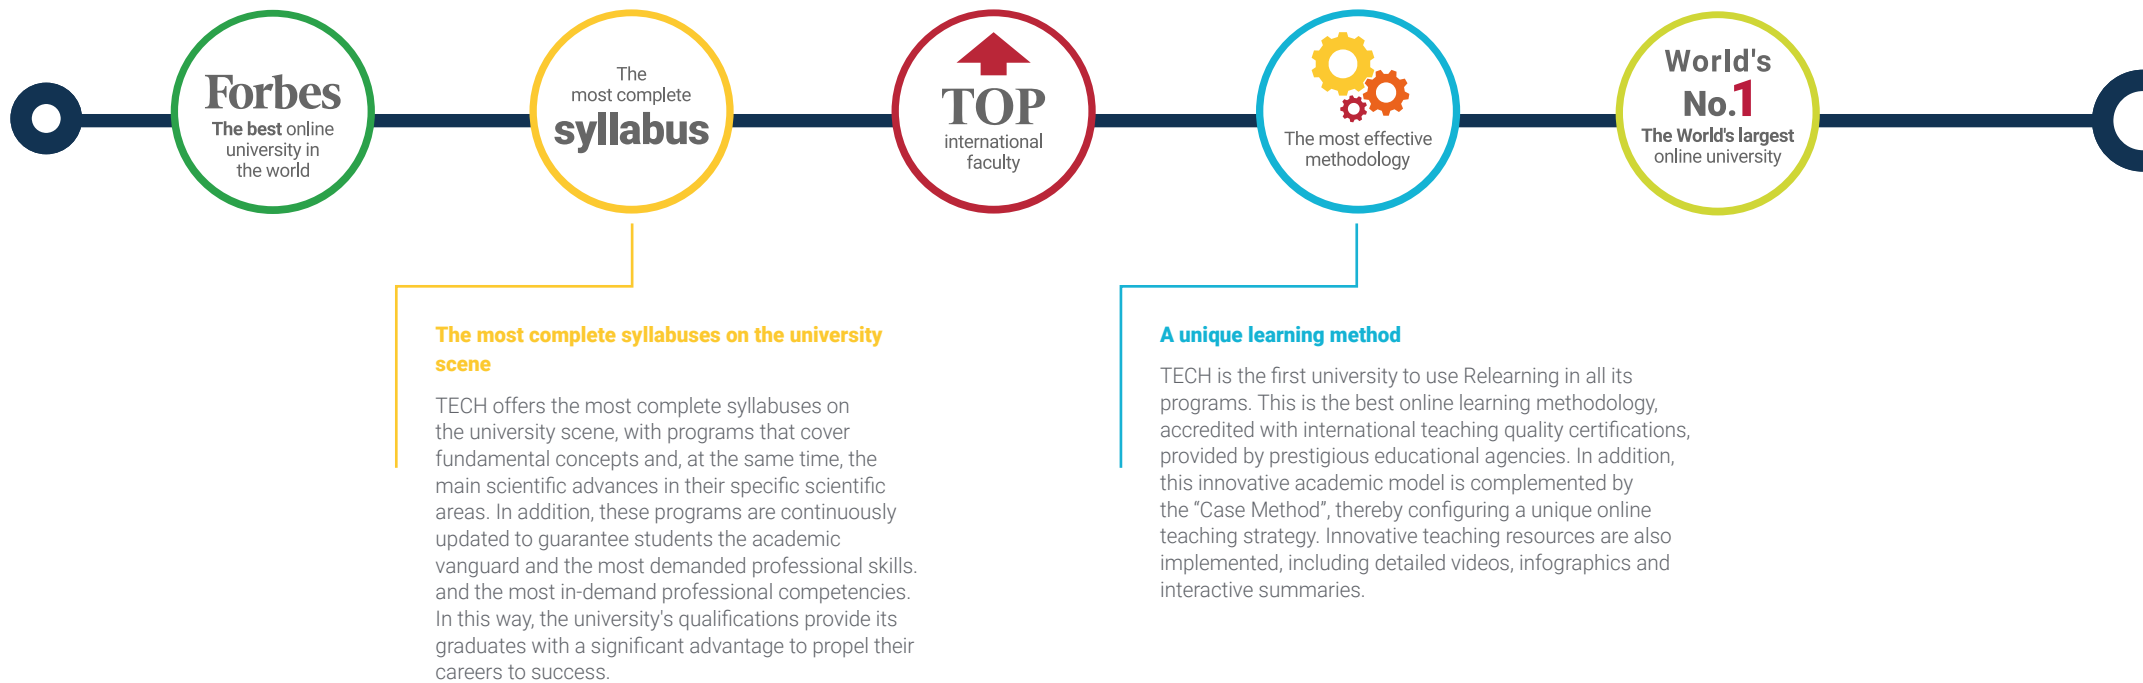 Forbes
The best online
university in
the world
The
most complete
syllabus
TOP
international
faculty
The most effective
methodology
World's
No.1
The World's largest
online university
The most complete syllabuses on the university
scene
TECH offers the most complete syllabuses on
the university scene, with programs that cover
fundamental concepts and, at the same time, the
main scientific advances in their specific scientific
areas. In addition, these programs are continuously
updated to guarantee students the academic
vanguard and the most demanded professional skills.
and the most in-demand professional competencies.
In this way, the university's qualifications provide its
graduates with a significant advantage to propel their
careers to success.
A unique learning method
TECH is the first university to use Relearning in all its
programs. This is the best online learning methodology,
accredited with international teaching quality certifications,
provided by prestigious educational agencies. In addition,
this innovative academic model is complemented by
the “Case Method”, thereby configuring a unique online
teaching strategy. Innovative teaching resources are also
implemented, including detailed videos, infographics and
interactive summaries.